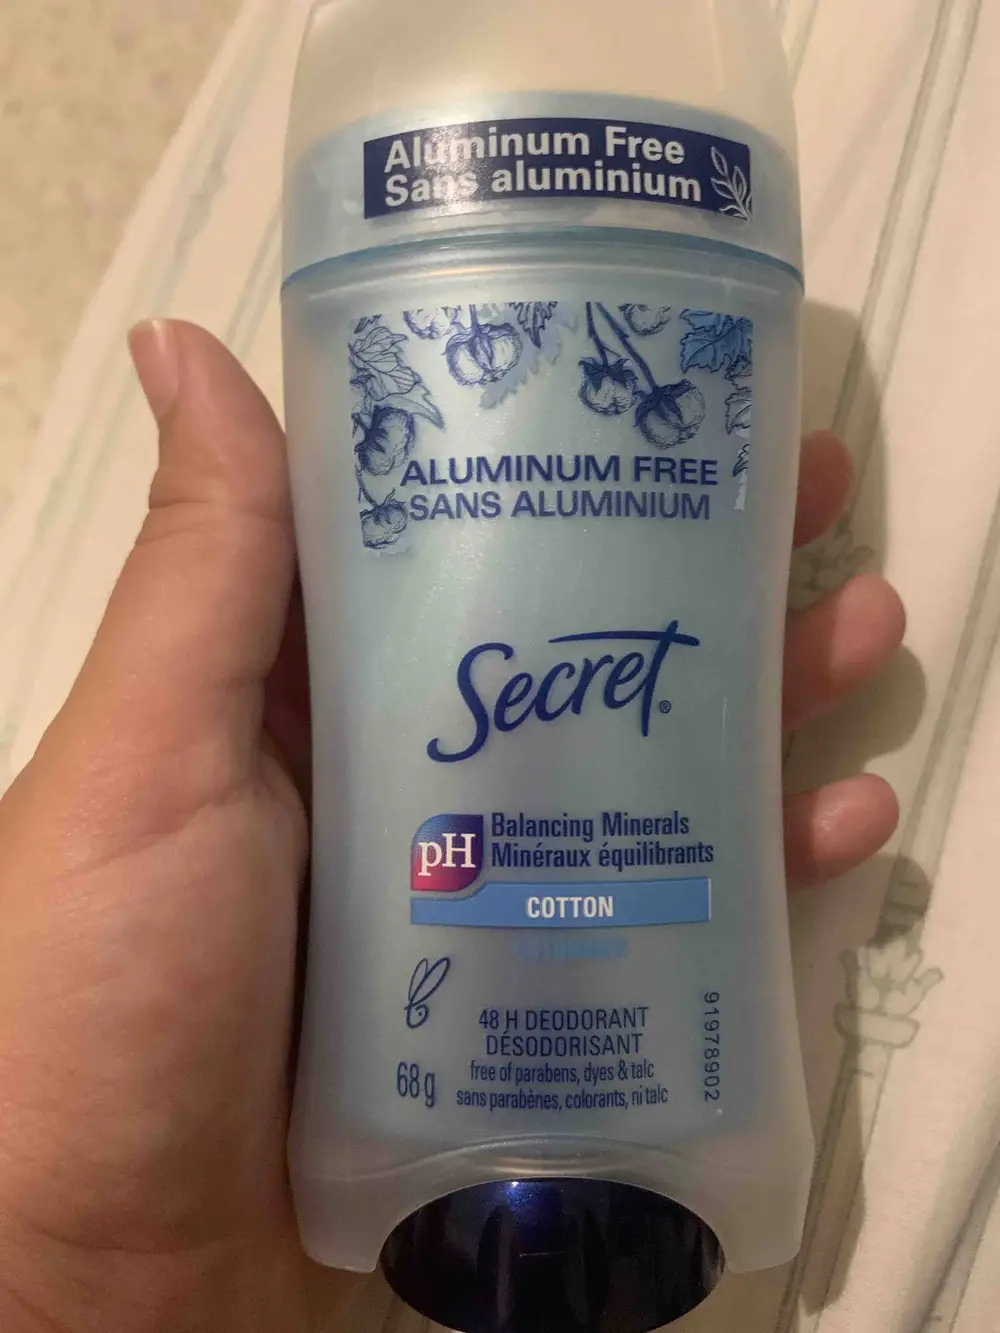 Aluminum Free
Sans aluminium
ALUMINUM FREE
SANS ALUMINIUM
Secret®
pH Balancing Minerals
Minéraux équilibrants
COTTON
48 H DEODORANT
DÉSODORISANT
free of parabens, dyes & talc
sans parabènes, colorants, ni talc
68 g
91978902